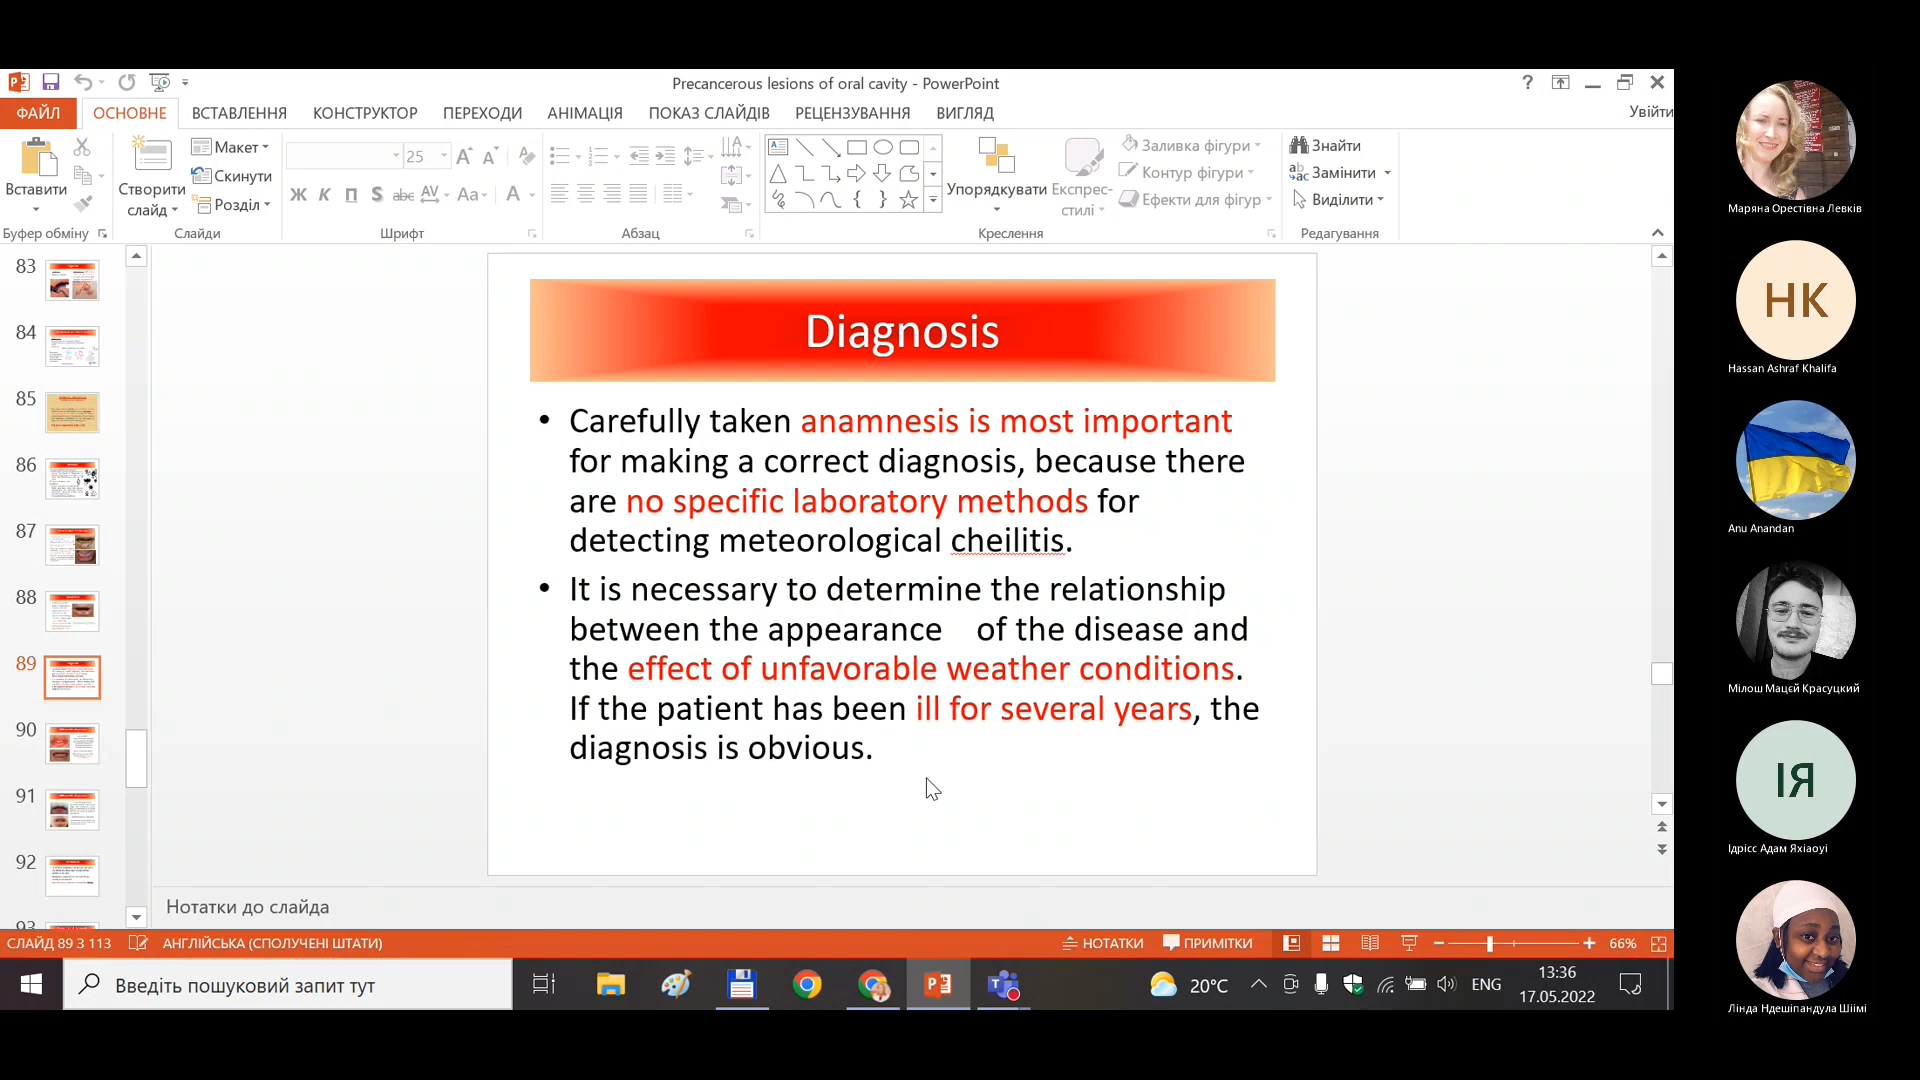 Precancerous lesions of oral cavity - PowerPoint
?
ФАЙЛ ОСНОВНЕ ВСТАВЛЕННЯ КОНСТРУКТОР ПЕРЕХОДИ АНІМАЦІЯ ПОКАЗ СЛАЙДІВ РЕЦЕНЗУВАННЯ ВИГЛЯД Увійти
Вставити
Буфер обміну
Створити
слайд
Макет
Скинути
Розділ
Слайди
25
Ж К П S abc AV Aa A
Шрифт
Абзац
Упорядкувати
Експрес-
стилі
Заливка фігури
Контур фігури
Ефекти для фігур
Креслення
Знайти
Замінити
Виділити
Редагування
83
84
85
86
87
88
89
90
91
92
93
Diagnosis
• Carefully taken anamnesis is most important
for making a correct diagnosis, because there
are no specific laboratory methods for
detecting meteorological cheilitis.
• It is necessary to determine the relationship
between the appearance of the disease and
the effect of unfavorable weather conditions.
If the patient has been ill for several years, the
diagnosis is obvious.
Нотатки до слайда
СЛАЙД 89 З 113 АНГЛІЙСЬКА (СПОЛУЧЕНІ ШТАТИ) НОТАТКИ ПРИМІТКИ 66%
Введіть пошуковий запит тут
20°C
ENG
13:36
17.05.2022
Маряна Орестівна Левків
НК
Hassan Ashraf Khalifa
Anu Anandan
Мілош Мацєй Красуцкий
ІЯ
Ідрісс Адам Яхіаоуі
Лінда Ндешіпандула Шіімі